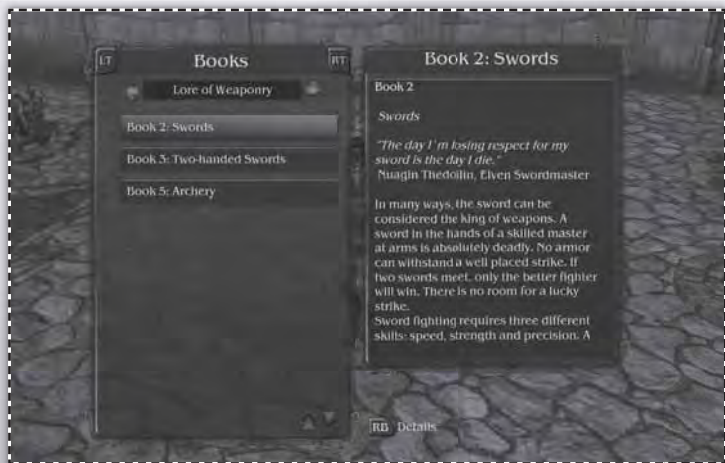 LT
Books
RT
Lore of Weaponry
Book 2: Swords
Book 3: Two-handed Swords
Book 5: Archery
Book 2: Swords
Book 2
Swords
"The day I'm losing respect for my
sword is the day I die."
Nuagin Thedoilin, Elven Swordmaster
In many ways, the sword can be
considered the king of weapons. A
sword in the hands of a skilled master
at arms is absolutely deadly. No armor
can withstand a well placed strike. If
two swords meet, only the better fighter
will win. There is no room for a lucky
strike.
Sword fighting requires three different
skills: speed, strength and precision. A
RB Details